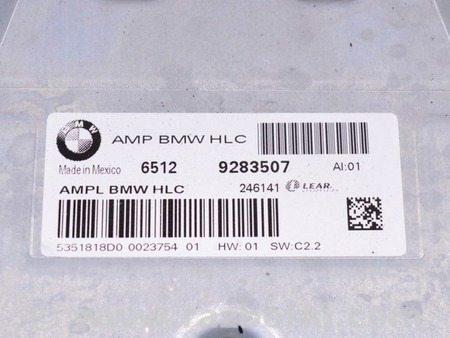 BMW
AMP BMW HLC
Made in Mexico 6512 9283507 AI:01
AMPL BMW HLC 246141 LEAR
5351818D0 0023754 01 HW:01 SW:C2.2